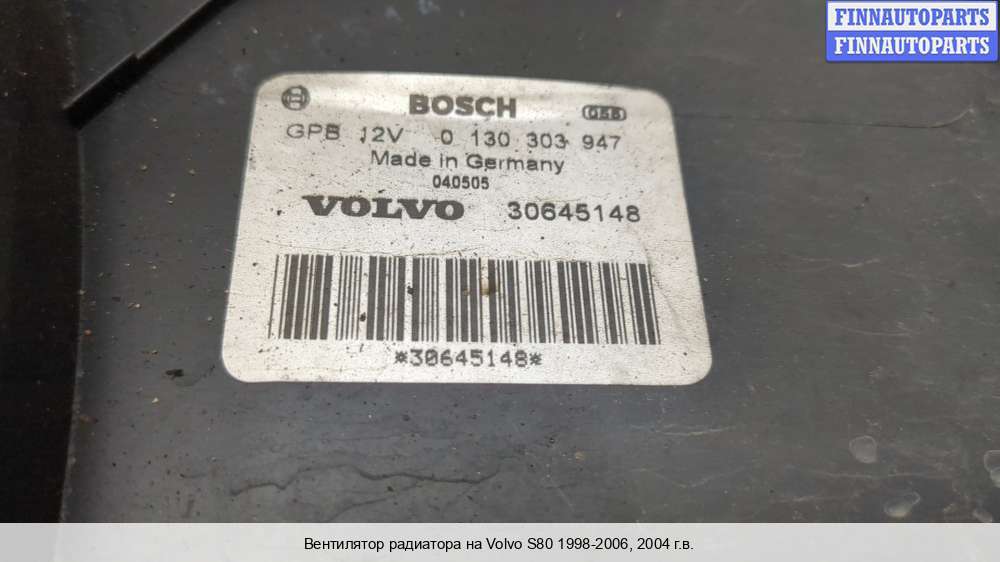 FINNAUTOPARTS
FINNAUTOPARTS
BOSCH
GPB 12V 0 130 303 947
Made in Germany
040505
VOLVO 30645148
*30645148*
Вентилятор радиатора на Volvo S80 1998-2006, 2004 г.в.